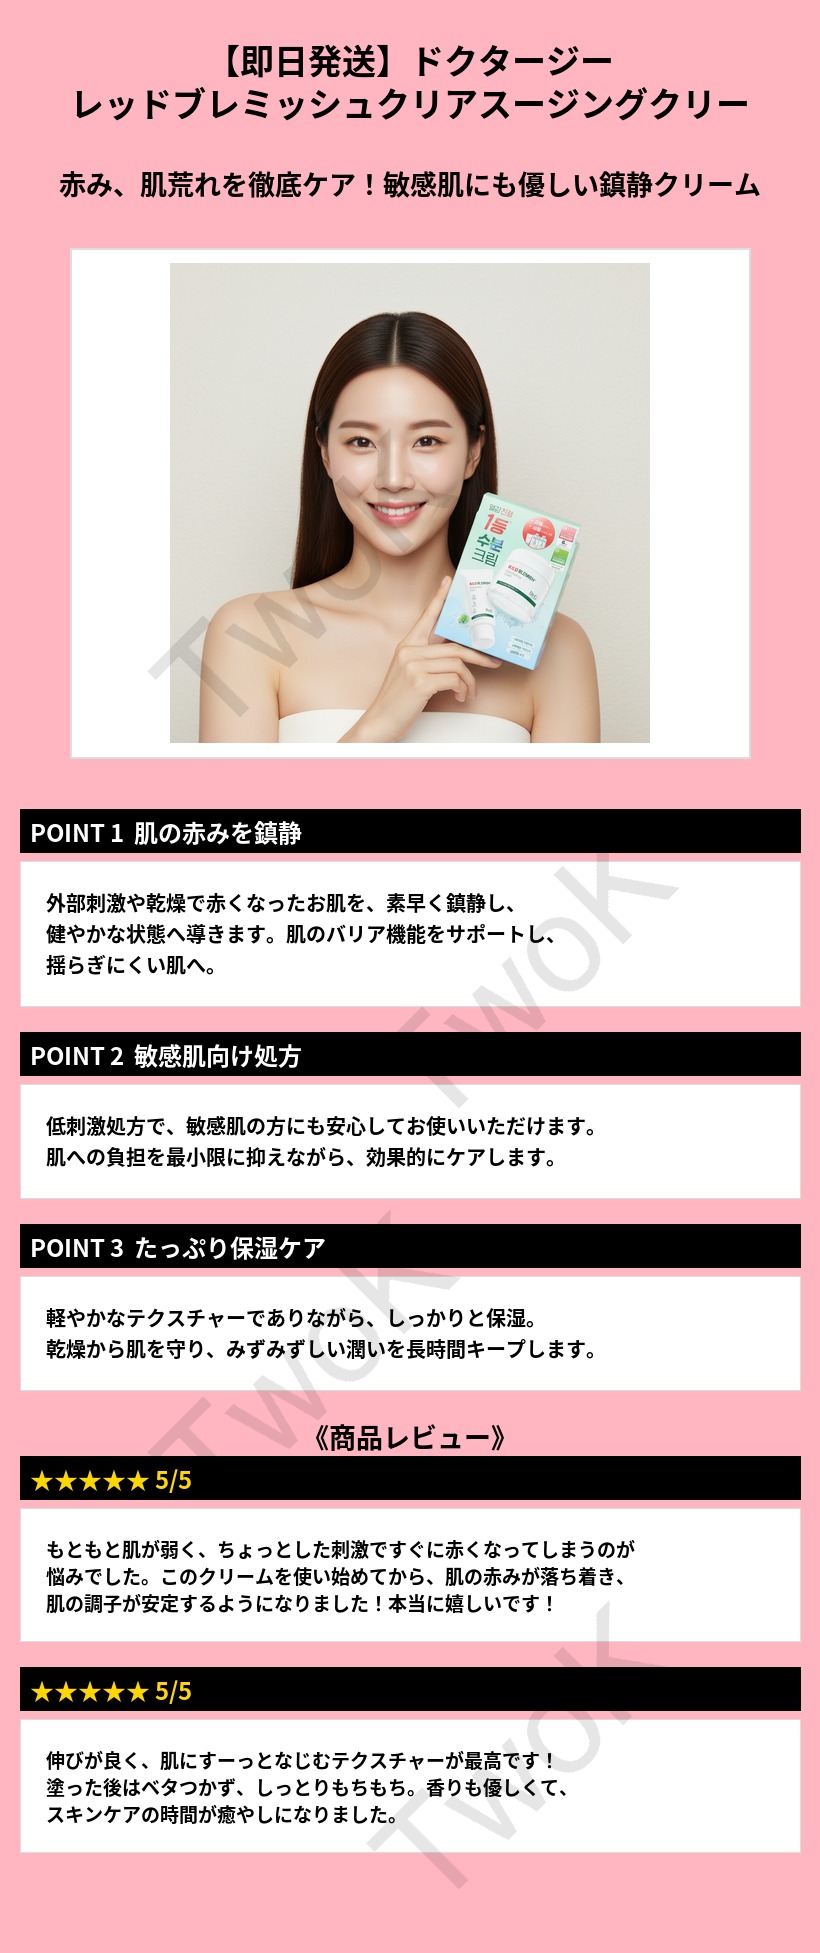 【即日発送】ドクタージー
レッドブレミッシュクリアスージングクリー
赤み、肌荒れを徹底ケア！敏感肌にも優しい鎮静クリーム
1등
수분
크림
RED BLEMISH
TwoK
POINT 1 肌の赤みを鎮静
外部刺激や乾燥で赤くなったお肌を、素早く鎮静し、
健やかな状態へ導きます。肌のバリア機能をサポートし、
揺らぎにくい肌へ。
TwoK
POINT 2 敏感肌向け処方
低刺激処方で、敏感肌の方にも安心してお使いいただけます。
肌への負担を最小限に抑えながら、効果的にケアします。
POINT 3 たっぷり保湿ケア
軽やかなテクスチャーでありながら、しっかりと保湿。
乾燥から肌を守り、みずみずしい潤いを長時間キープします。
TwoK
《商品レビュー》
★★★★★ 5/5
もともと肌が弱く、ちょっとした刺激ですぐに赤くなってしまうのが
悩みでした。このクリームを使い始めてから、肌の赤みが落ち着き、
肌の調子が安定するようになりました！本当に嬉しいです！
★★★★★ 5/5
伸びが良く、肌にすーっとなじむテクスチャーが最高です！
塗った後はベタつかず、しっとりもちもち。香りも優しくて、
スキンケアの時間が癒やしになりました。
TwoK